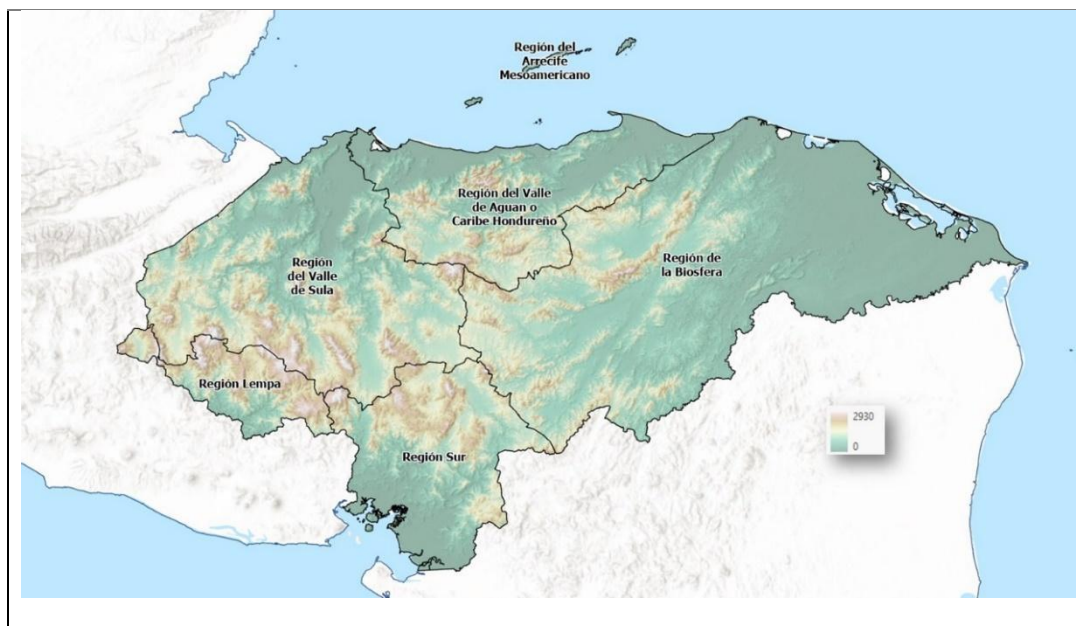 Región del
Arrecife
Mesoamericano
Región del Valle
de Aguan o
Caribe Hondureño
Región
del Valle
de Sula
Región de
la Biosfera
Región Lempa
Región Sur
2930
0